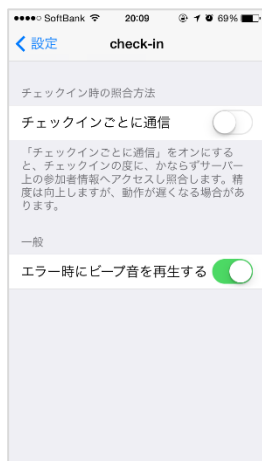 SoftBank 20:09 69%
設定 check-in
チェックイン時の照合方法
チェックインごとに通信
「チェックインごとに通信」をオンにする
と、チェックインの度に、かならずサーバー
上の参加者情報へアクセスし照合します。精
度は向上しますが、動作が遅くなる場合があ
ります。
一般
エラー時にビープ音を再生する